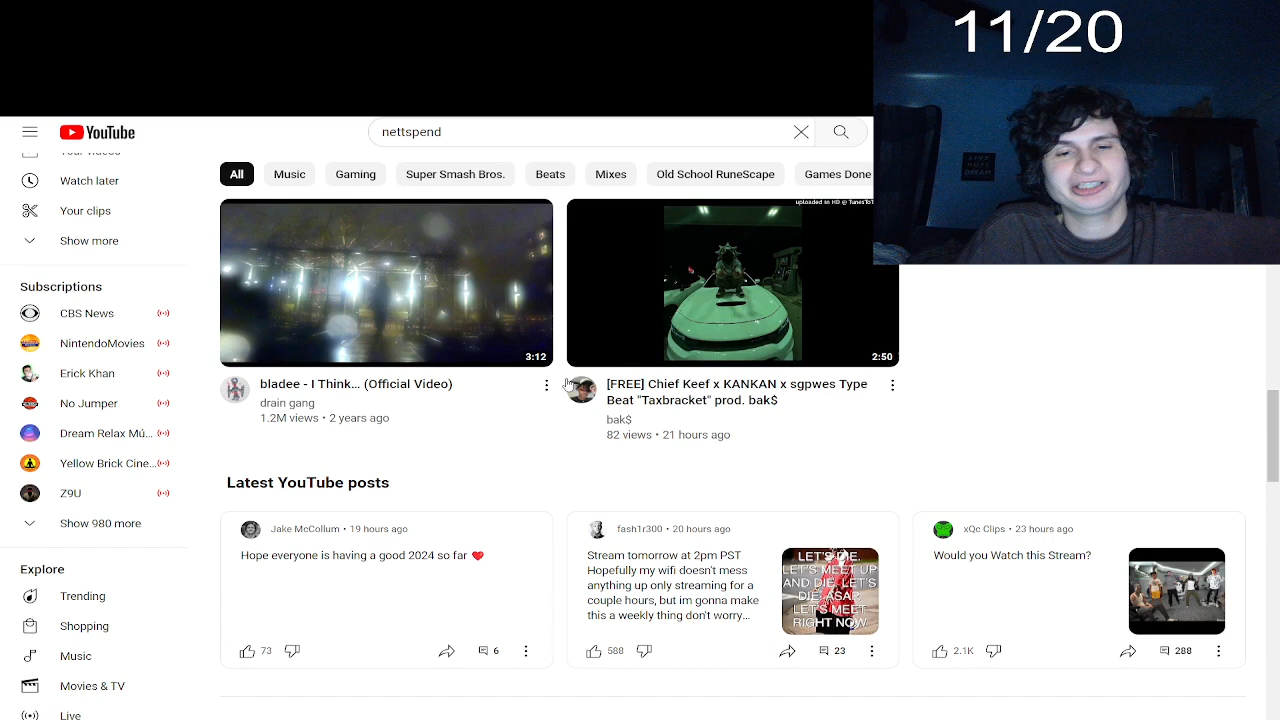 11/20
YouTube
nettspend
Your videos
Watch later
Your clips
Show more
Subscriptions
CBS News
NintendoMovies
Erick Khan
No Jumper
Dream Relax Mú...
Yellow Brick Cine...
Z9U
Show 980 more
Explore
Trending
Shopping
Music
Movies & TV
Live
All
Music
Gaming
Super Smash Bros.
Beats
Mixes
Old School RuneScape
Games Done
uploaded in HD @ TunesToT
LIVE
HOPE
DREAM
3:12
2:50
bladee - I Think... (Official Video)
drain gang
1.2M views • 2 years ago
[FREE] Chief Keef x KANKAN x sgpwes Type
Beat "Taxbracket" prod. bak$
bak$
82 views • 21 hours ago
Latest YouTube posts
Jake McCollum • 19 hours ago
Hope everyone is having a good 2024 so far ❤️
73
6
fash1r300 • 20 hours ago
Stream tomorrow at 2pm PST
Hopefully my wifi doesn't mess
anything up only streaming for a
couple hours, but im gonna make
this a weekly thing don't worry...
LET'S DIE.
LET'S MEET UP
AND DIE. LET'S
DIE. ASAP.
LET'S MEET
RIGHT NOW
588
23
xQc Clips • 23 hours ago
Would you Watch this Stream?
2.1K
288